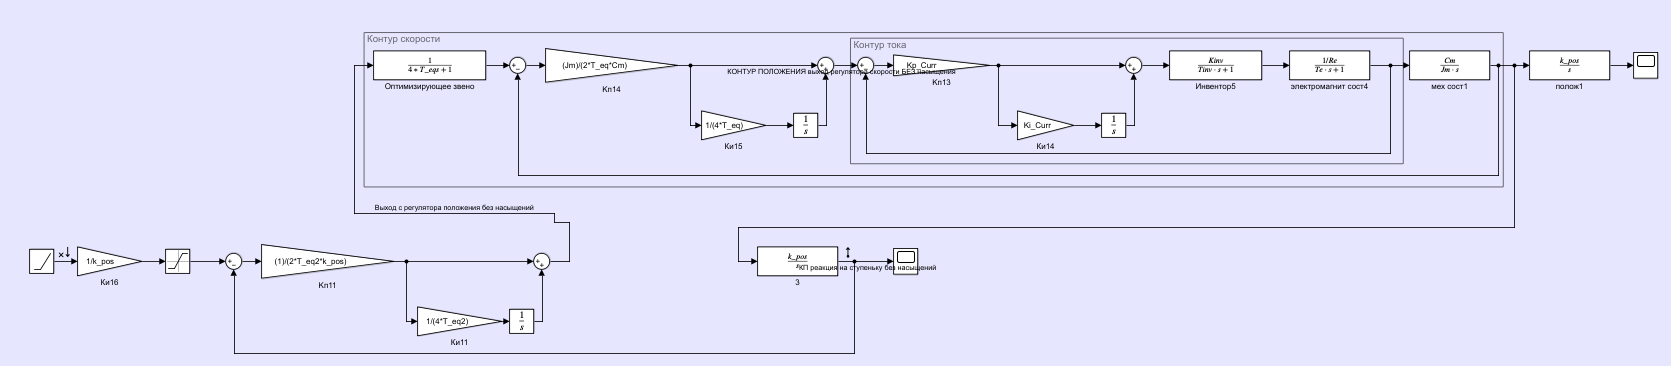 Контур скорости
Контур тока
1
4*T_eqs+1
Оптимизирующее звено
(Jm)/(2*T_eq*Cm)
Кп14
КОНТУР ПОЛОЖЕНИЯ выход регулятора скорости БЕЗ насыщения
Kp_Curr
Кп13
Kinv
Tinv·s+1
Инвентор5
1/Re
Te·s+1
электромагнит сост4
Cm
Jm·s
мех сост1
k_pos
s
полож1
1/(4*T_eq)
Ки15
1
s
Ki_Curr
Ки14
1
s
Выход с регулятора положения без насыщений
1/k_pos
Ки16
(1)/(2*T_eq2*k_pos)
Кп11
1/(4*T_eq2)
Ки11
1
s
k_pos
s
КП реакция на ступеньку без насыщений
3